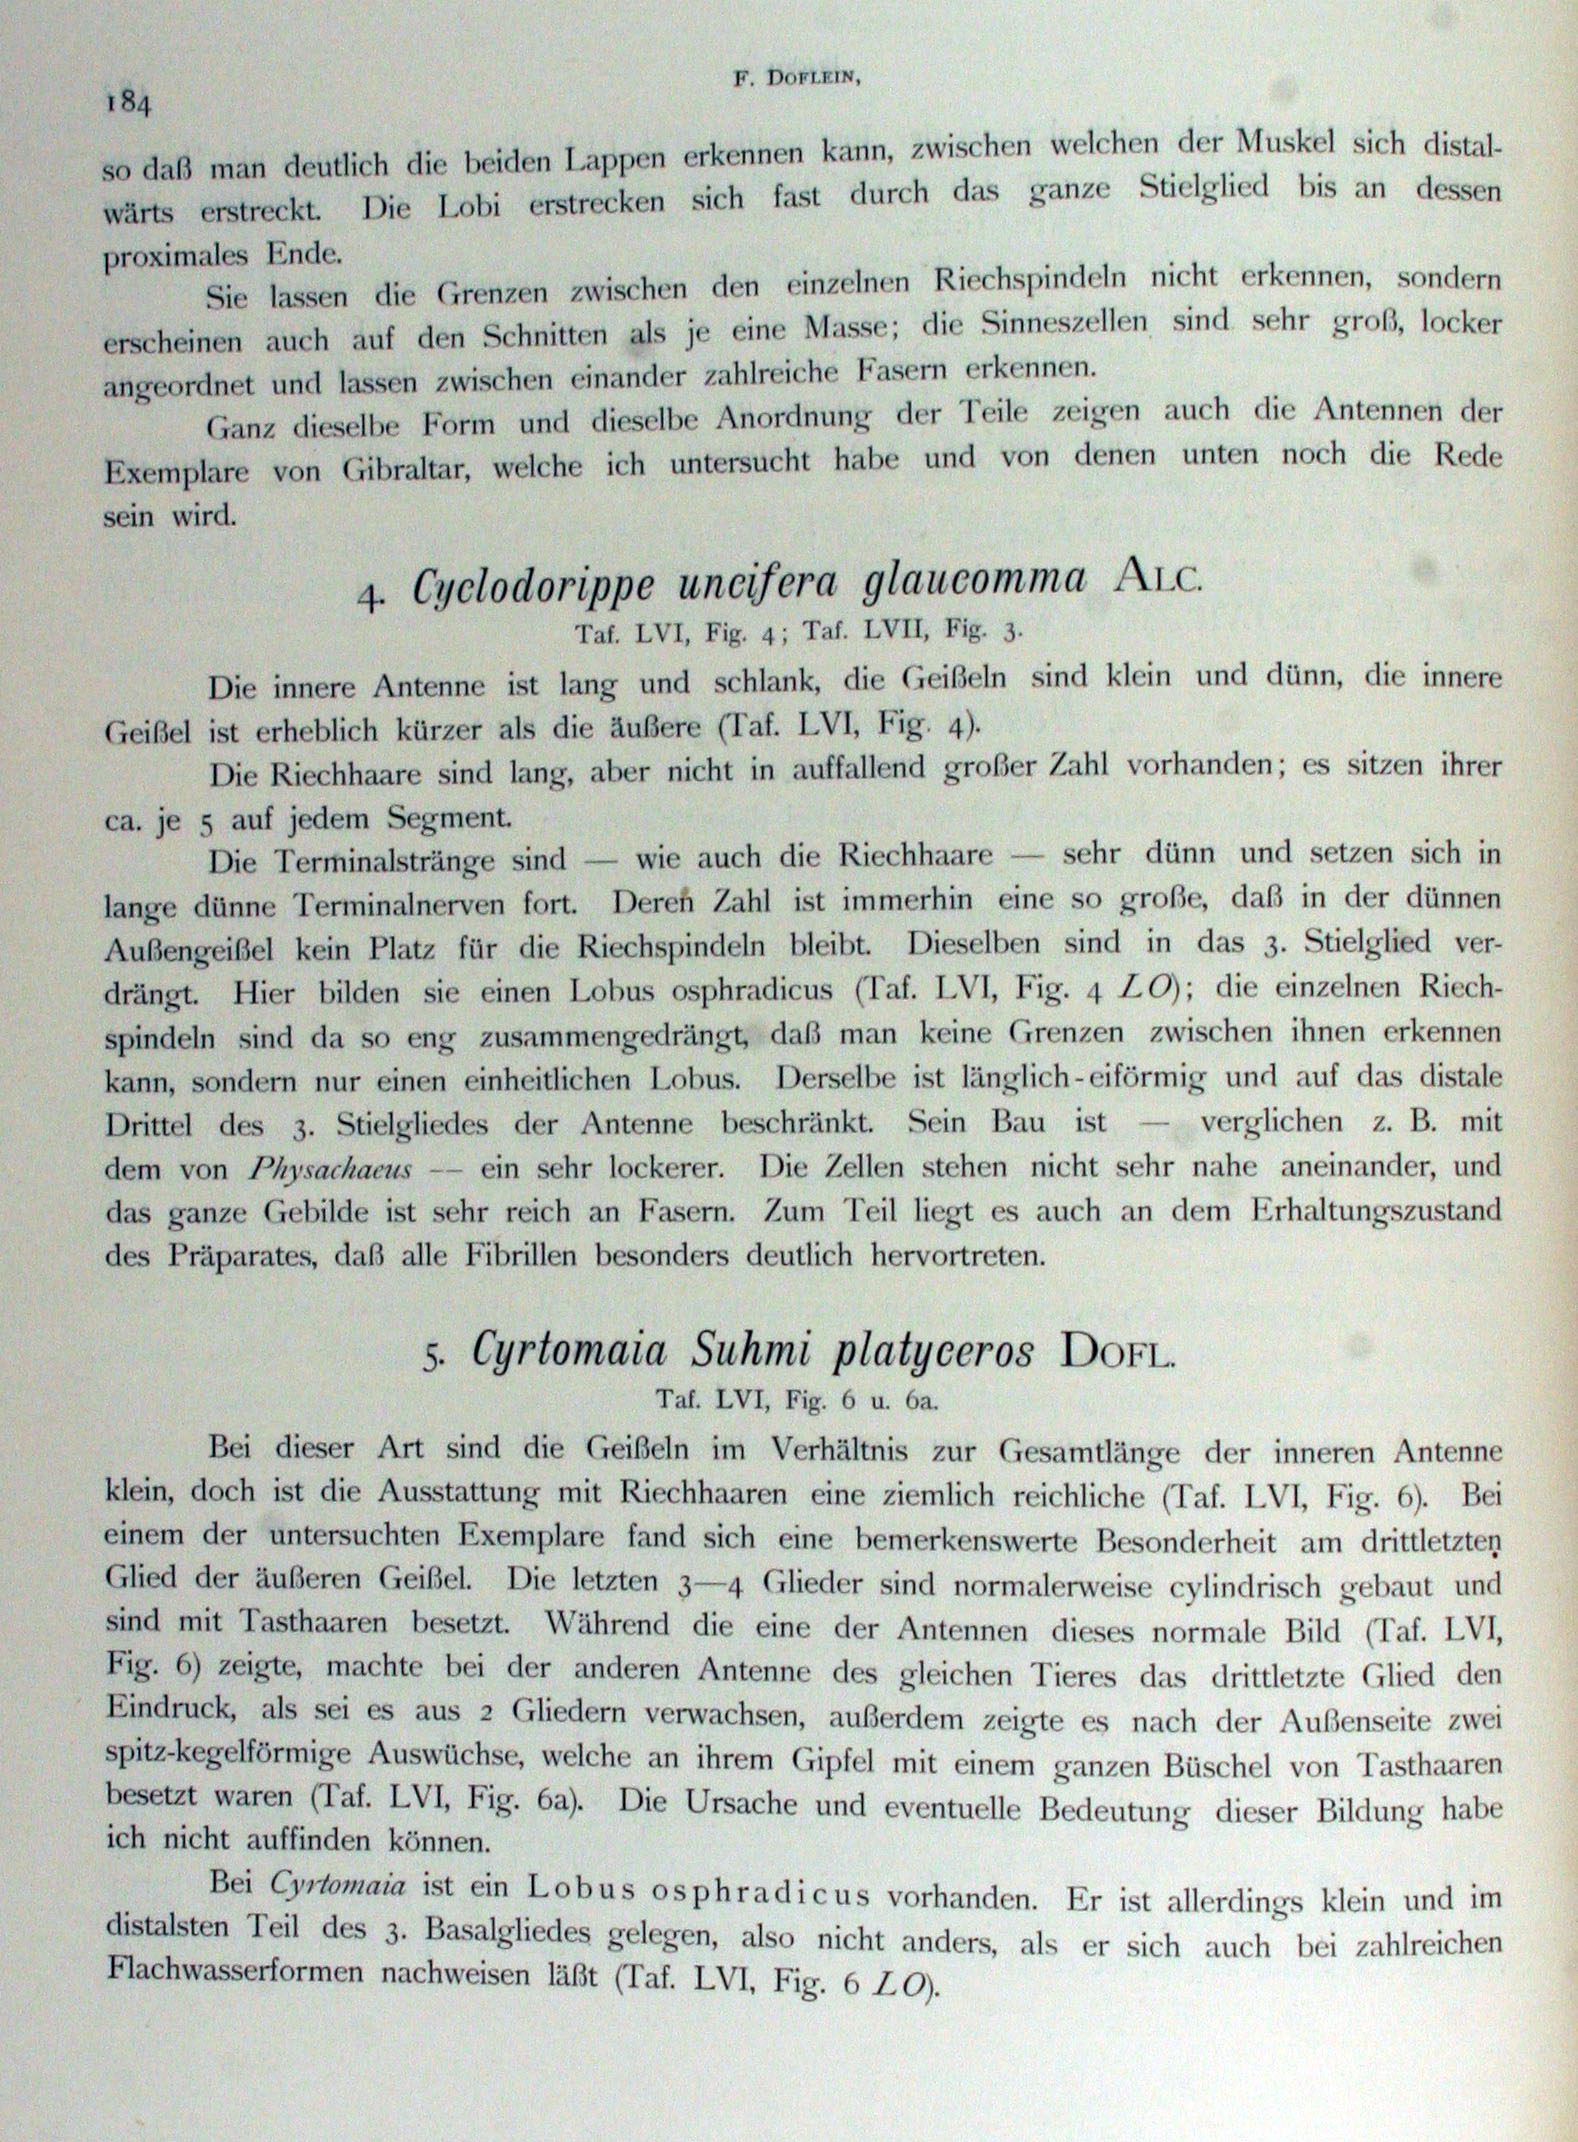 F. DOFLEIN,
184
so daß man deutlich die beiden Lappen erkennen kann, zwischen welchen der Muskel sich distal-
wärts erstreckt. Die Lobi erstrecken sich fast durch das ganze Stielglied bis an dessen
proximales Ende.
Sie lassen die Grenzen zwischen den einzelnen Riechspindeln nicht erkennen, sondern
erscheinen auch auf den Schnitten als je eine Masse; die Sinneszellen sind sehr groß, locker
angeordnet und lassen zwischen einander zahlreiche Fasern erkennen.
Ganz dieselbe Form und dieselbe Anordnung der Teile zeigen auch die Antennen der
Exemplare von Gibraltar, welche ich untersucht habe und von denen unten noch die Rede
sein wird.
4. Cyclodorippe uncifera glaucomma ALC.
Taf. LVI, Fig. 4; Taf. LVII, Fig. 3.
Die innere Antenne ist lang und schlank, die Geißeln sind klein und dünn, die innere
Geißel ist erheblich kürzer als die äußere (Taf. LVI, Fig. 4).
Die Riechhaare sind lang, aber nicht in auffallend großer Zahl vorhanden; es sitzen ihrer
ca. je 5 auf jedem Segment.
Die Terminalstränge sind — wie auch die Riechhaare — sehr dünn und setzen sich in
lange dünne Terminalnerven fort. Deren Zahl ist immerhin eine so große, daß in der dünnen
Außengeißel kein Platz für die Riechspindeln bleibt. Dieselben sind in das 3. Stielglied ver-
drängt. Hier bilden sie einen Lobus osphradicus (Taf. LVI, Fig. 4 LO); die einzelnen Riech-
spindeln sind da so eng zusammengedrängt, daß man keine Grenzen zwischen ihnen erkennen
kann, sondern nur einen einheitlichen Lobus. Derselbe ist länglich-eiförmig und auf das distale
Drittel des 3. Stielgliedes der Antenne beschränkt. Sein Bau ist — verglichen z. B. mit
dem von Physachaeus — ein sehr lockerer. Die Zellen stehen nicht sehr nahe aneinander, und
das ganze Gebilde ist sehr reich an Fasern. Zum Teil liegt es auch an dem Erhaltungszustand
des Präparates, daß alle Fibrillen besonders deutlich hervortreten.
5. Cyrtomaia Suhmi platyceros DOFL.
Taf. LVI, Fig. 6 u. 6a.
Bei dieser Art sind die Geißeln im Verhältnis zur Gesamtlänge der inneren Antenne
klein, doch ist die Ausstattung mit Riechhaaren eine ziemlich reichliche (Taf. LVI, Fig. 6). Bei
einem der untersuchten Exemplare fand sich eine bemerkenswerte Besonderheit am drittletzten
Glied der äußeren Geißel. Die letzten 3—4 Glieder sind normalerweise cylindrisch gebaut und
sind mit Tasthaaren besetzt. Während die eine der Antennen dieses normale Bild (Taf. LVI,
Fig. 6) zeigte, machte bei der anderen Antenne des gleichen Tieres das drittletzte Glied den
Eindruck, als sei es aus 2 Gliedern verwachsen, außerdem zeigte es nach der Außenseite zwei
spitz-kegelförmige Auswüchse, welche an ihrem Gipfel mit einem ganzen Büschel von Tasthaaren
besetzt waren (Taf. LVI, Fig. 6a). Die Ursache und eventuelle Bedeutung dieser Bildung habe
ich nicht auffinden können.
Bei Cyrtomaia ist ein Lobus osphradicus vorhanden. Er ist allerdings klein und im
distalsten Teil des 3. Basalgliedes gelegen, also nicht anders, als er sich auch bei zahlreichen
Flachwasserformen nachweisen läßt (Taf. LVI, Fig. 6 LO).